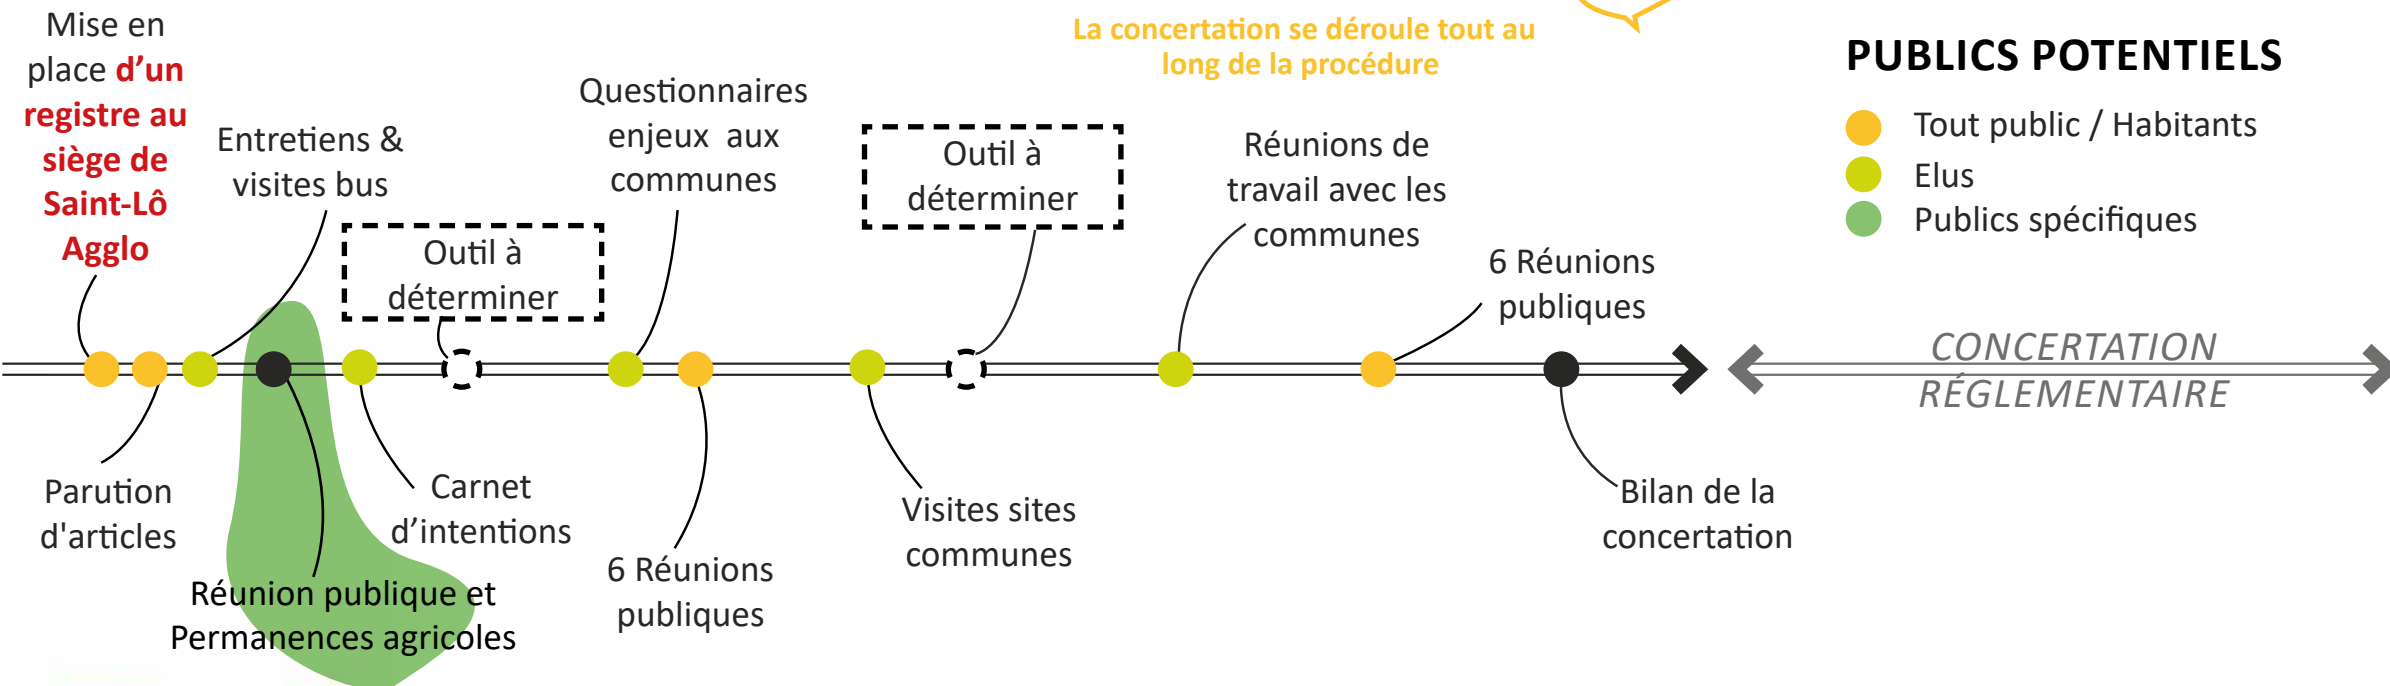 Mise en
place d'un
registre au
siège de
Saint-Lô
Agglo
Entretiens &
visites bus
Outil à
déterminer
Questionnaires
enjeux aux
communes
La concertation se déroule tout au
long de la procédure
Outil à
déterminer
Réunions de
travail avec les
communes
6 Réunions
publiques
PUBLICS POTENTIELS
Tout public / Habitants
Elus
Publics spécifiques
CONCERTATION
RÉGLEMENTAIRE
Parution
d'articles
Réunion publique et
Permanences agricoles
Carnet
d’intentions
6 Réunions
publiques
Visites sites
communes
Bilan de la
concertation